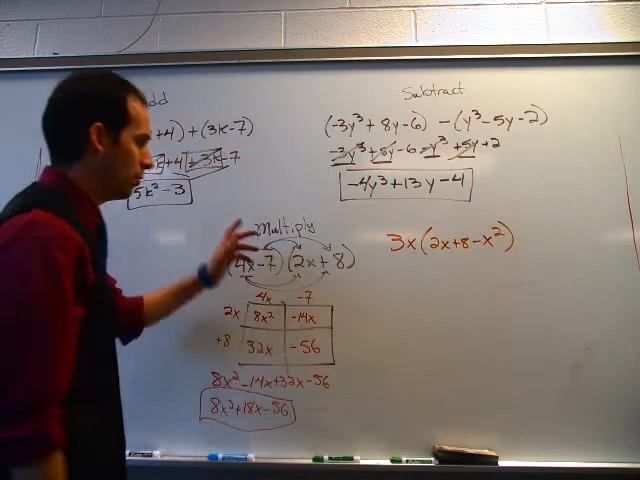 dd
+4) + (3k-7)
+4 +3k-7
5k²-3
Subtract
(-3y³+8y-6) - (y³-5y-2)
-3y³+8y-6-y³+5y+2
-4y³+13y-4
Multiply
(4x-7)(2x+8)
4x -7
2x 8x² -14x
+8 32x -56
8x²-14x+32x-56
8x²+18x-56
3x(2x+8-x²)